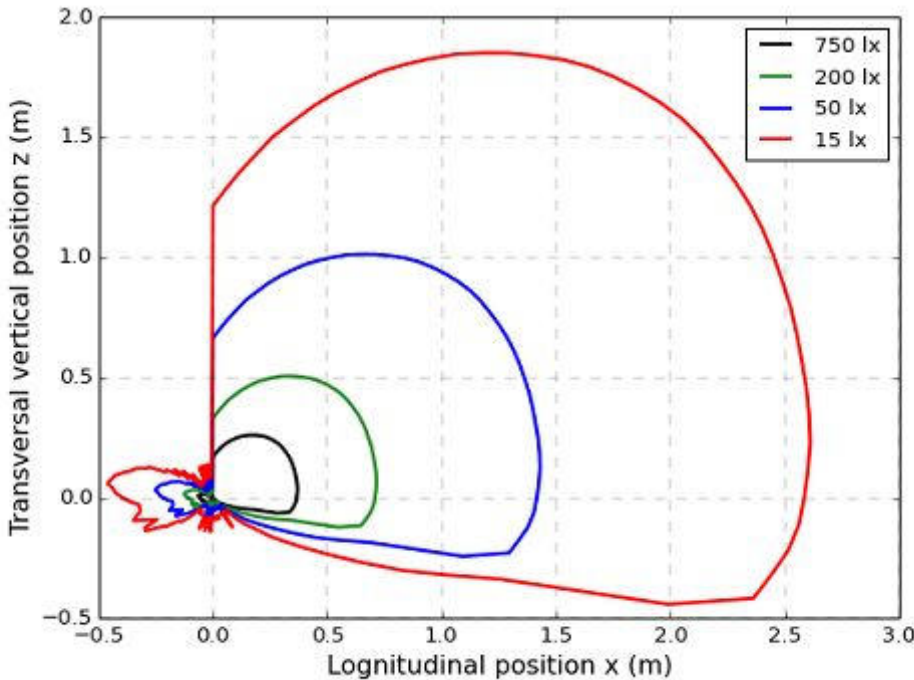 2.0
1.5
1.0
0.5
0.0
−0.5
−0.5
0.0
0.5
1.0
1.5
2.0
2.5
3.0
Transversal vertical position z (m)
Lognitudinal position x (m)
750 lx
200 lx
50 lx
15 lx